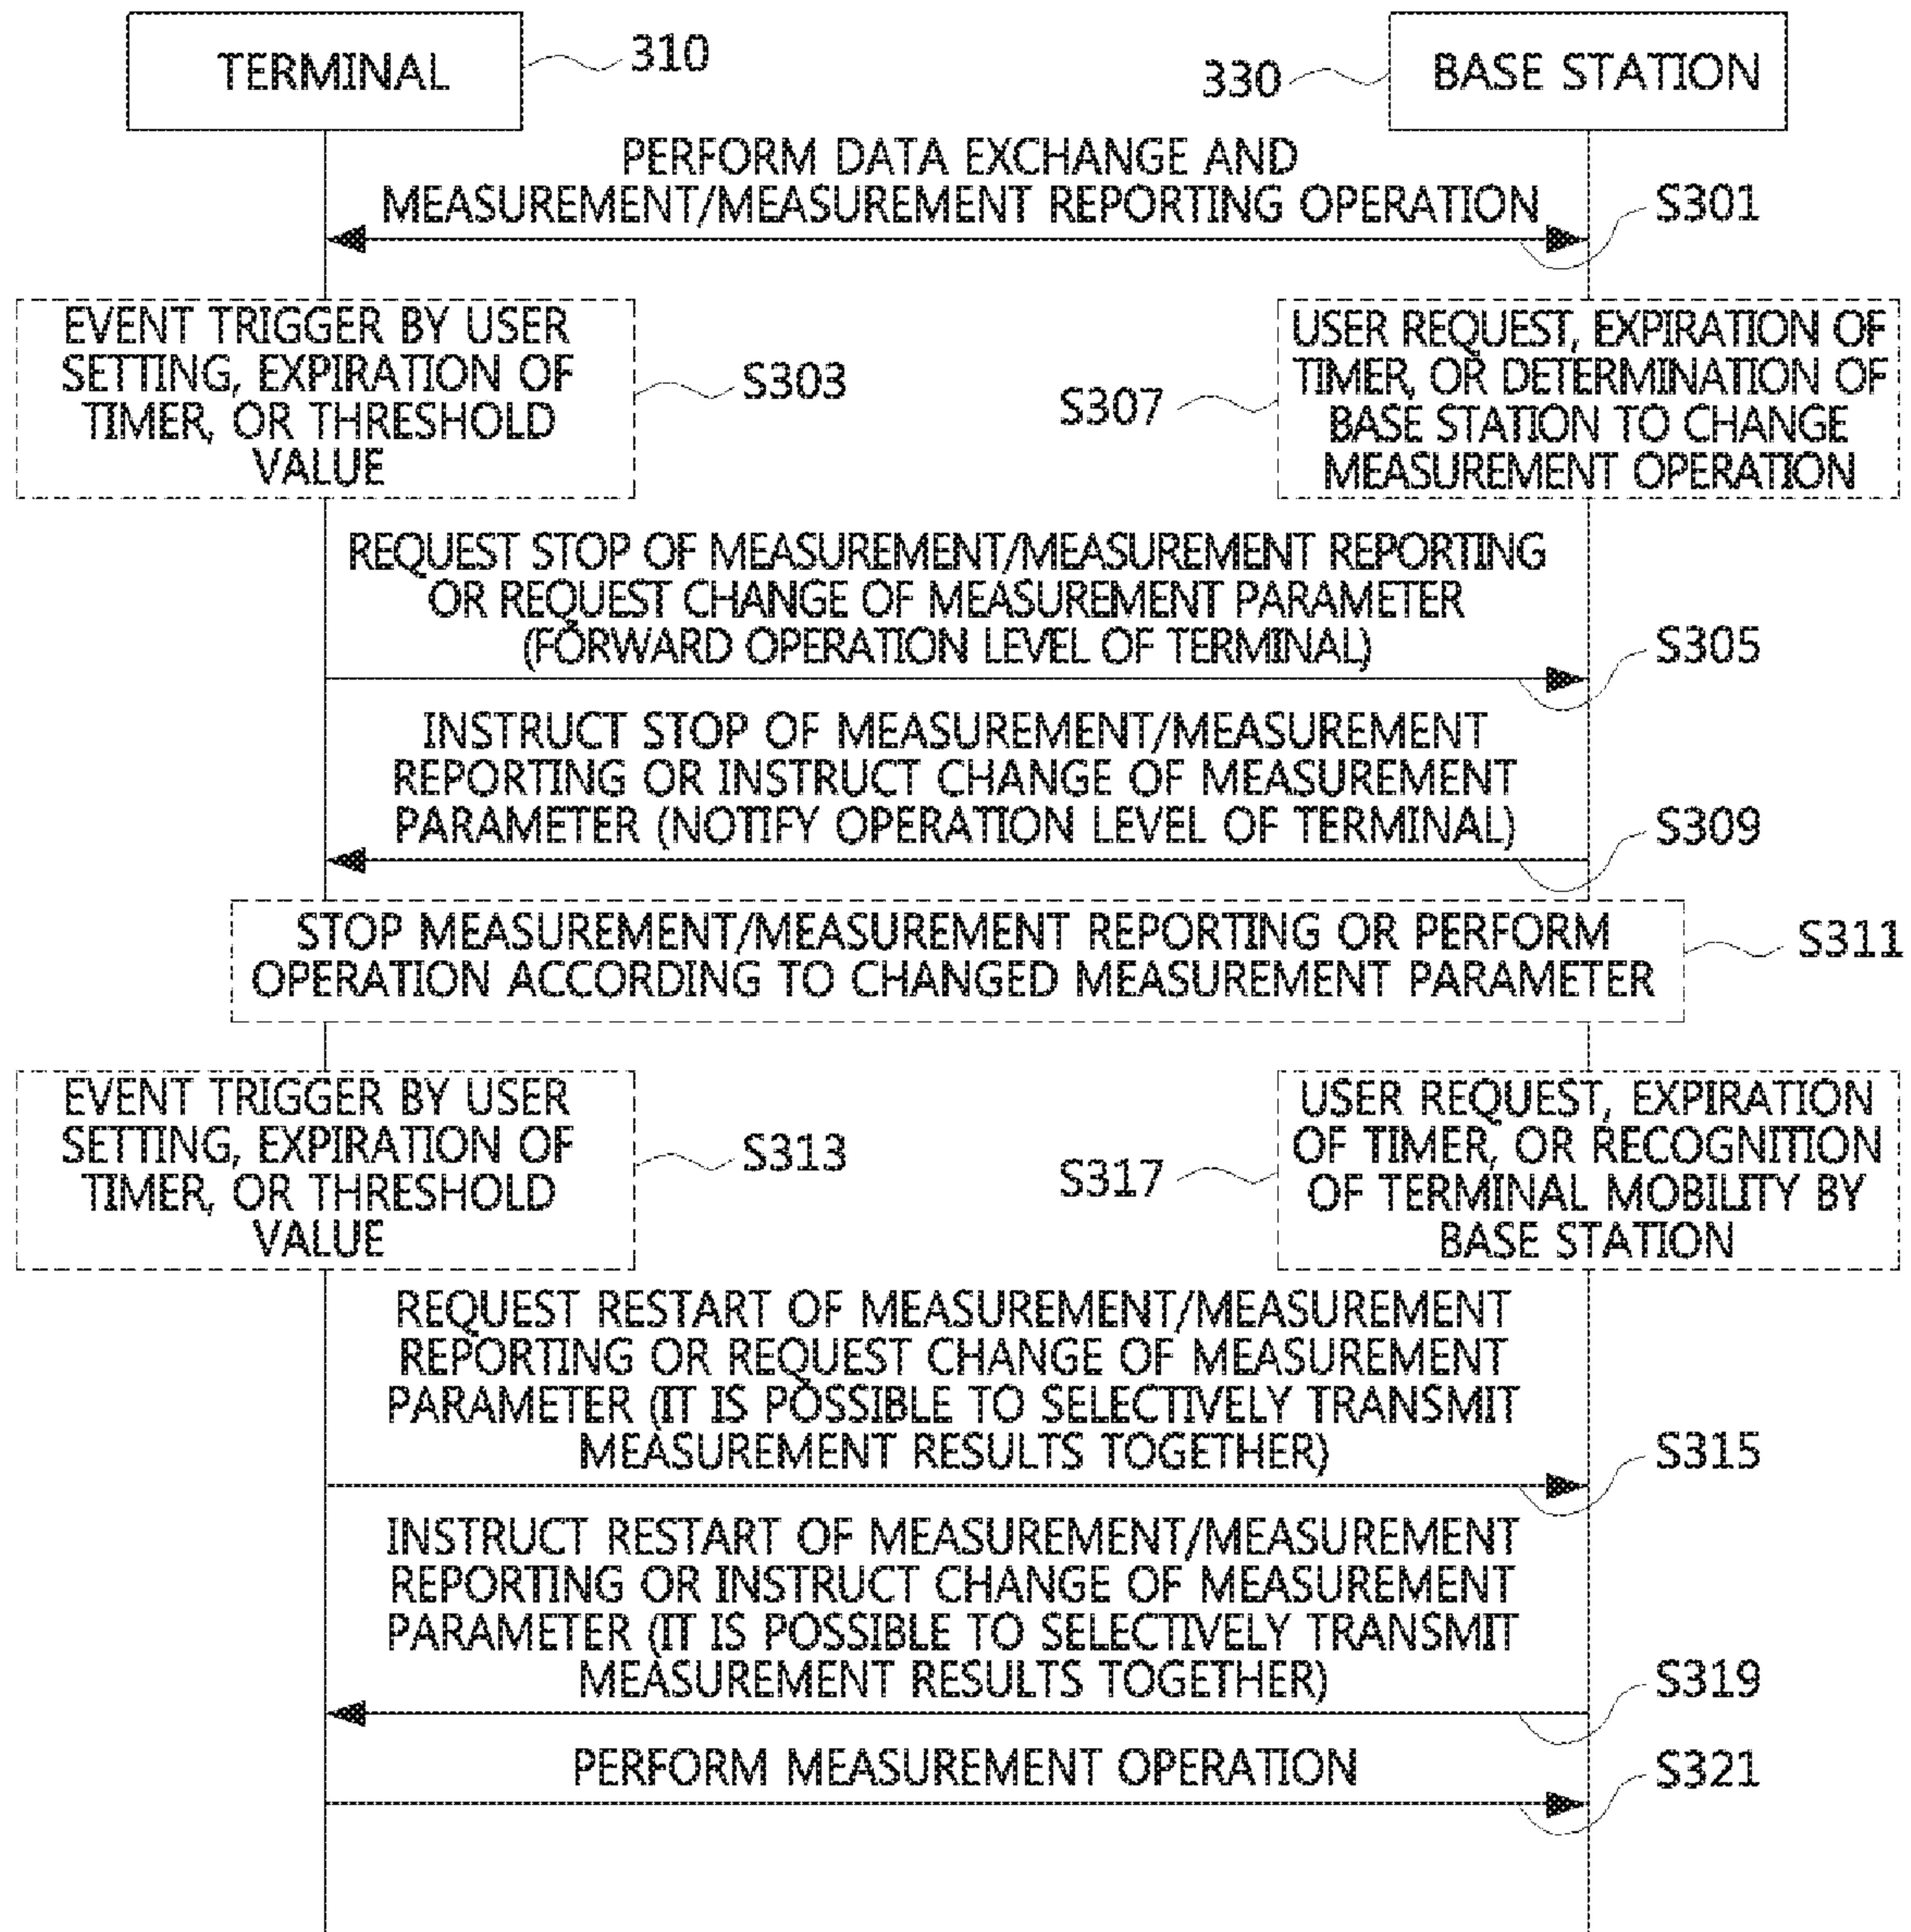 TERMINAL
310
330
BASE STATION
PERFORM DATA EXCHANGE AND
MEASUREMENT/MEASUREMENT REPORTING OPERATION
S301
EVENT TRIGGER BY USER
SETTING, EXPIRATION OF
TIMER, OR THRESHOLD
VALUE
S303
S307
USER REQUEST, EXPIRATION OF
TIMER, OR DETERMINATION OF
BASE STATION TO CHANGE
MEASUREMENT OPERATION
REQUEST STOP OF MEASUREMENT/MEASUREMENT REPORTING
OR REQUEST CHANGE OF MEASUREMENT PARAMETER
(FORWARD OPERATION LEVEL OF TERMINAL)
S305
INSTRUCT STOP OF MEASUREMENT/MEASUREMENT
REPORTING OR INSTRUCT CHANGE OF MEASUREMENT
PARAMETER (NOTIFY OPERATION LEVEL OF TERMINAL)
S309
STOP MEASUREMENT/MEASUREMENT REPORTING OR PERFORM
OPERATION ACCORDING TO CHANGED MEASUREMENT PARAMETER
S311
EVENT TRIGGER BY USER
SETTING, EXPIRATION OF
TIMER, OR THRESHOLD
VALUE
S313
S317
USER REQUEST, EXPIRATION
OF TIMER, OR RECOGNITION
OF TERMINAL MOBILITY BY
BASE STATION
REQUEST RESTART OF MEASUREMENT/MEASUREMENT
REPORTING OR REQUEST CHANGE OF MEASUREMENT
PARAMETER (IT IS POSSIBLE TO SELECTIVELY TRANSMIT
MEASUREMENT RESULTS TOGETHER)
S315
INSTRUCT RESTART OF MEASUREMENT/MEASUREMENT
REPORTING OR INSTRUCT CHANGE OF MEASUREMENT
PARAMETER (IT IS POSSIBLE TO SELECTIVELY TRANSMIT
MEASUREMENT RESULTS TOGETHER)
S319
PERFORM MEASUREMENT OPERATION
S321